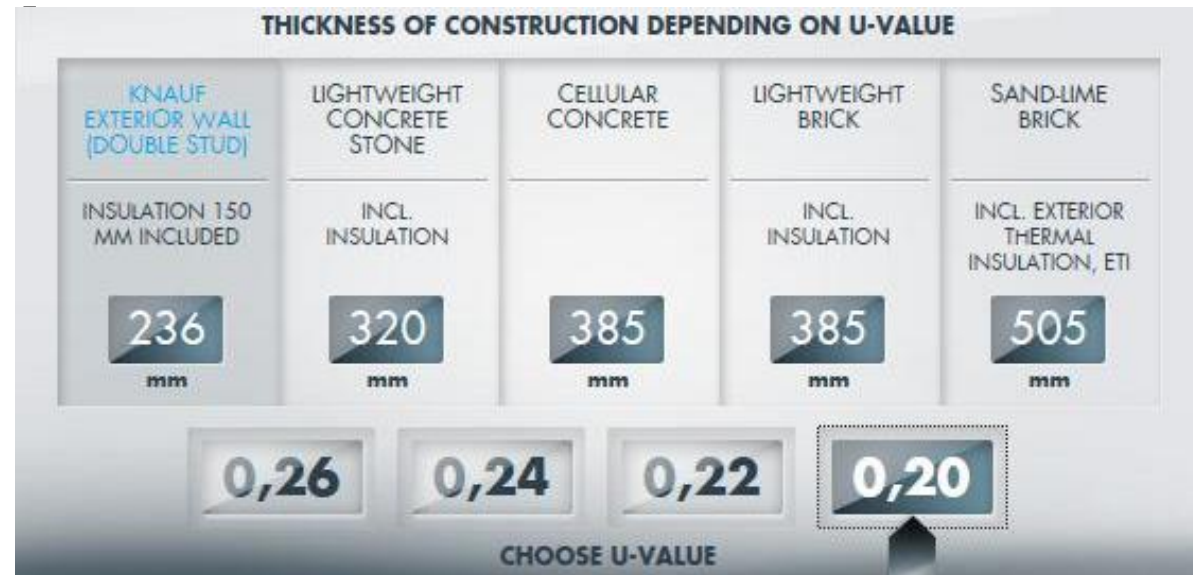 THICKNESS OF CONSTRUCTION DEPENDING ON U-VALUE
KNAUF
EXTERIOR WALL
(DOUBLE STUD)
INSULATION 150
MM INCLUDED
236
mm
LIGHTWEIGHT
CONCRETE
STONE
INCL.
INSULATION
320
mm
CELLULAR
CONCRETE
385
mm
LIGHTWEIGHT
BRICK
INCL.
INSULATION
385
mm
SAND-LIME
BRICK
INCL. EXTERIOR
THERMAL
INSULATION, ETI
505
mm
0,26
0,24
0,22
0,20
CHOOSE U-VALUE